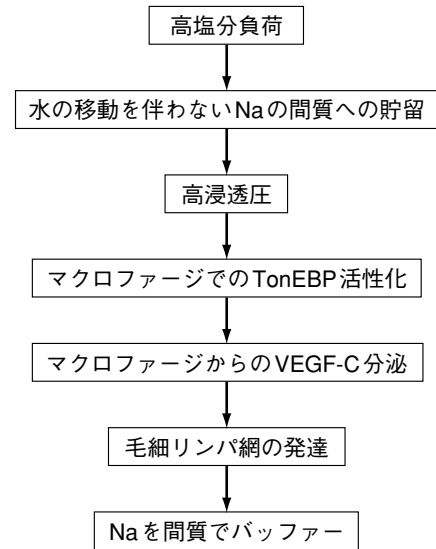 高塩分負荷
水の移動を伴わないNaの間質への貯留
高浸透圧
マクロファージでのTonEBP活性化
マクロファージからのVEGF-C分泌
毛細リンパ網の発達
Naを間質でバッファー